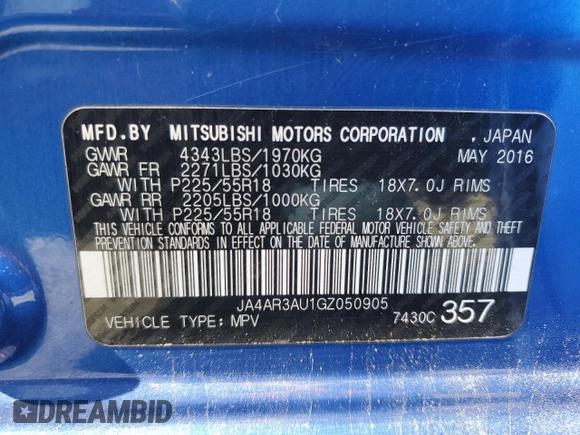 MFD.BY MITSUBISHI MOTORS CORPORATION , JAPAN
GVWR 4343LBS/1970KG MAY 2016
GAWR FR 2271LBS/1030KG
WITH P225/55R18 TIRES 18X7.0J RIMS
GAWR RR 2205LBS/1000KG
WITH P225/55R18 TIRES 18X7.0J RIMS
THIS VEHICLE CONFORMS TO ALL APPLICABLE FEDERAL MOTOR VEHICLE SAFETY AND THEFT
PREVENTION STANDARDS IN EFFECT ON THE DATE OF MANUFACTURE SHOWN ABOVE.
JA4AR3AU1GZ050905
VEHICLE TYPE: MPV 7430C 357
DREAMBID